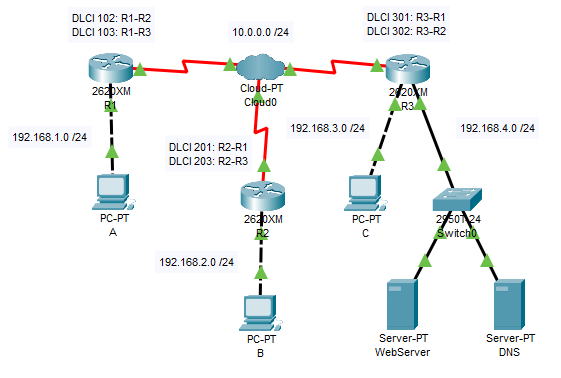 DLCI 102: R1-R2
DLCI 103: R1-R3
10.0.0.0 /24
DLCI 301: R3-R1
DLCI 302: R3-R2
2620XM
R1
Cloud-PT
Cloud0
2620XM
R3
192.168.1.0 /24
192.168.3.0 /24
192.168.4.0 /24
DLCI 201: R2-R1
DLCI 203: R2-R3
PC-PT
A
2620XM
R2
PC-PT
C
2950T-24
Switch0
192.168.2.0 /24
PC-PT
B
Server-PT
WebServer
Server-PT
DNS